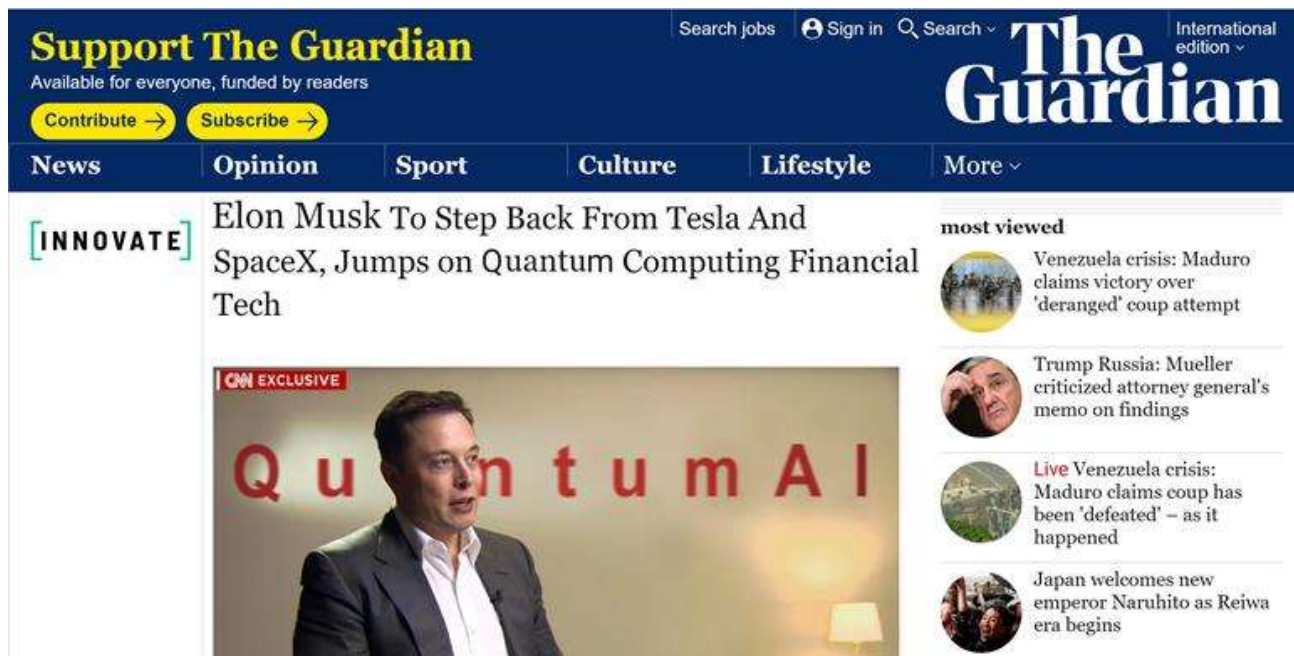 Support The Guardian
Available for everyone, funded by readers
Contribute →
Subscribe →
Search jobs
Sign in
Search
The Guardian
International edition
News
Opinion
Sport
Culture
Lifestyle
More
[INNOVATE]
Elon Musk To Step Back From Tesla And
SpaceX, Jumps on Quantum Computing Financial
Tech
CNN EXCLUSIVE
Qu ntumAI
most viewed
Venezuela crisis: Maduro
claims victory over
'deranged' coup attempt
Trump Russia: Mueller
criticized attorney general's
memo on findings
Live Venezuela crisis:
Maduro claims coup has
been 'defeated' – as it
happened
Japan welcomes new
emperor Naruhito as Reiwa
era begins